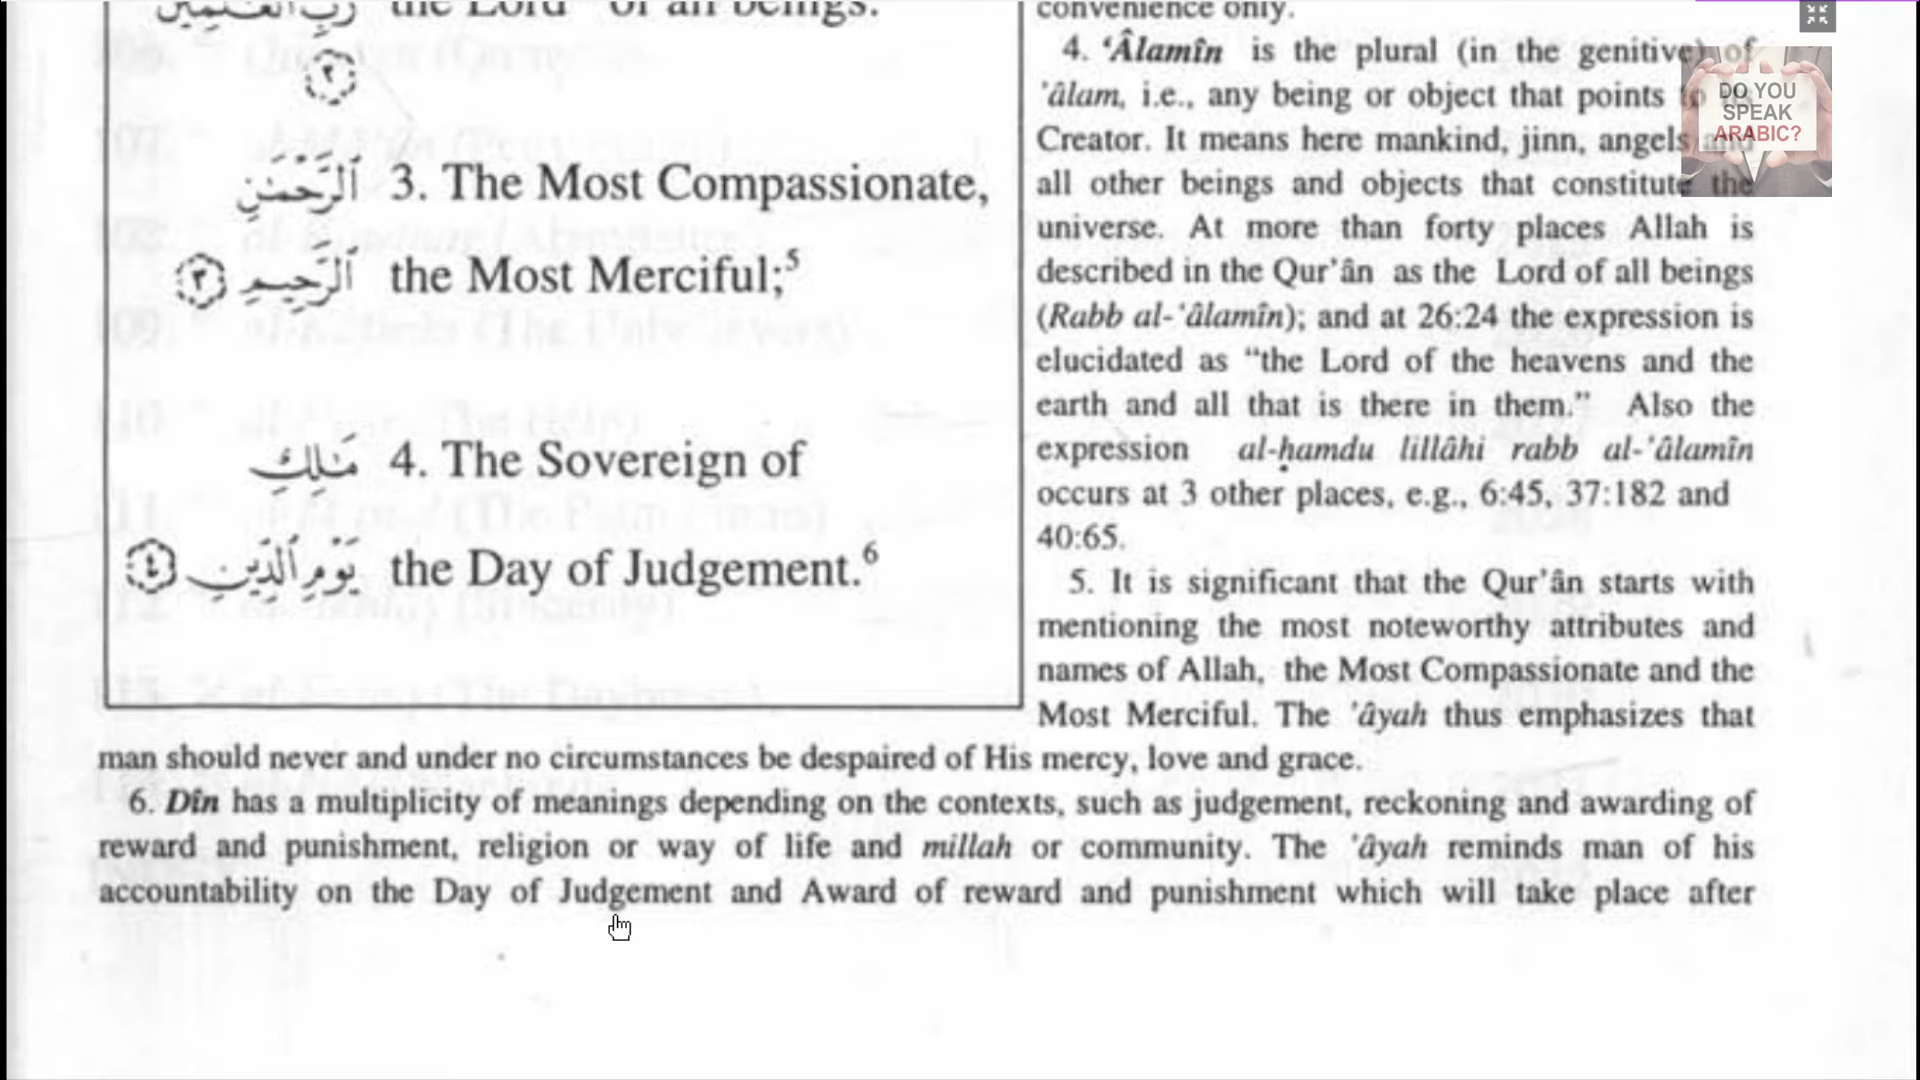 رَبِّ الْعَٰلَمِينَ the Lord of all beings.
٢
ٱلرَّحْمَٰنِ 3. The Most Compassionate,
ٱلرَّحِيمِ ٣ the Most Merciful;5
مَٰلِكِ 4. The Sovereign of
يَوْمِ ٱلدِّينِ ٤ the Day of Judgement.6
convenience only.
4. ‘Âlamîn is the plural (in the genitive) of
'âlam, i.e., any being or object that points to
Creator. It means here mankind, jinn, angels and
all other beings and objects that constitute the
universe. At more than forty places Allah is
described in the Qur’ân as the Lord of all beings
(Rabb al-‘âlamîn); and at 26:24 the expression is
elucidated as “the Lord of the heavens and the
earth and all that is there in them.” Also the
expression al-ḥamdu lillâhi rabb al-‘âlamîn
occurs at 3 other places, e.g., 6:45, 37:182 and
40:65.
5. It is significant that the Qur’ân starts with
mentioning the most noteworthy attributes and
names of Allah, the Most Compassionate and the
Most Merciful. The 'âyah thus emphasizes that
man should never and under no circumstances be despaired of His mercy, love and grace.
6. Dîn has a multiplicity of meanings depending on the contexts, such as judgement, reckoning and awarding of
reward and punishment, religion or way of life and millah or community. The 'âyah reminds man of his
accountability on the Day of Judgement and Award of reward and punishment which will take place after
DO YOU
SPEAK
ARABIC?